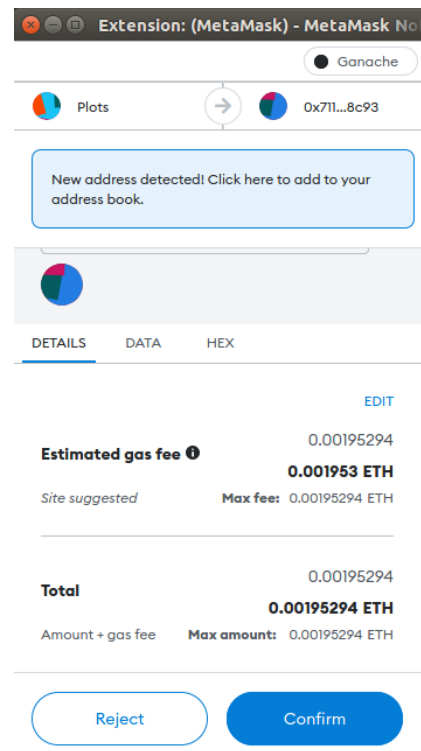 Extension: (MetaMask) - MetaMask No
Ganache
Plots
0x711...8c93
New address detected! Click here to add to your
address book.
DETAILS DATA HEX
EDIT
0.00195294
Estimated gas fee
0.001953 ETH
Site suggested Max fee: 0.00195294 ETH
0.00195294
Total
0.00195294 ETH
Amount + gas fee Max amount: 0.00195294 ETH
Reject Confirm